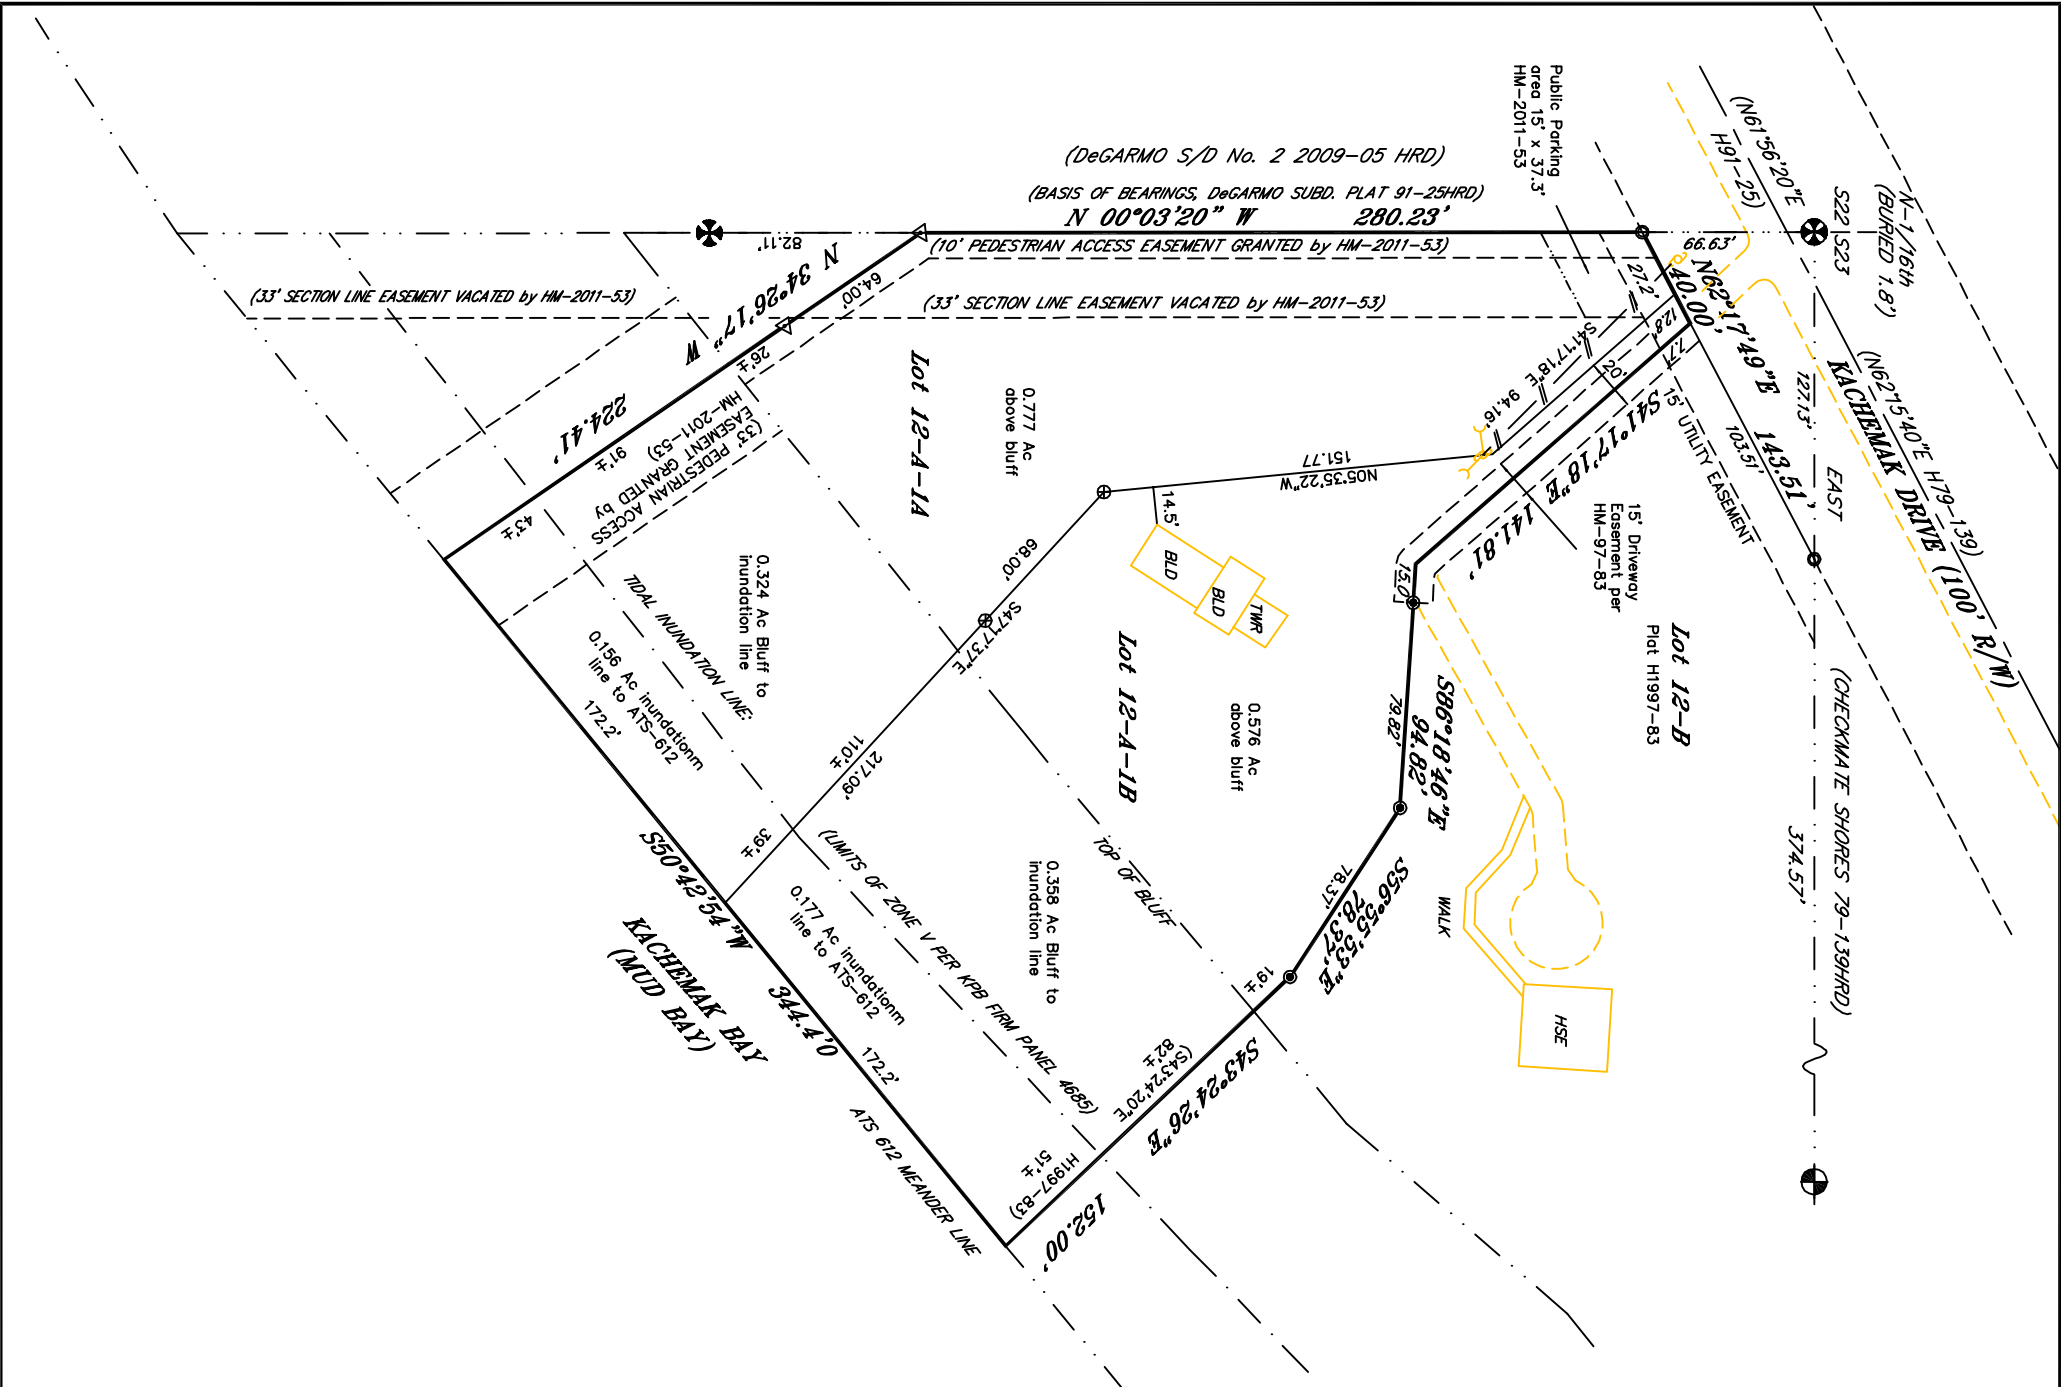 N-1/16th
(BURIED 1.8')
S22 S23
(N61°56'20"E
H91-25)
Public Parking
area 15' x 37.3'
HM-2011-53
(DeGARMO S/D No. 2 2009-05 HRD)
(BASIS OF BEARINGS, DeGARMO SUBD. PLAT 91-25HRD)
N 00°03'20" W 280.23'
(10' PEDESTRIAN ACCESS EASEMENT GRANTED by HM-2011-53)
(33' SECTION LINE EASEMENT VACATED by HM-2011-53)
(33' SECTION LINE EASEMENT VACATED by HM-2011-53)
82.11'
66.63'
N62°17'49"E 143.51'
40.00'
27.2'
12.8'
7.7'
103.51'
127.13'
EAST
(N62°15'40"E H79-139)
KACHEMAK DRIVE (100' R/W)
(CHECKMATE SHORES 79-139HRD)
374.57'
15' UTILITY EASEMENT
20'
S41°17'18"E
94.16'
S41°17'18"E 141.81'
15' Driveway
Easement per
HM-97-83
15.0'
Lot 12-B
Plat H1997-83
N 34°26'17" W
224.41'
64.00'
26'±
91'±
43'±
(33' PEDESTRIAN ACCESS
EASEMENT GRANTED by
HM-2011-53)
Lot 12-A-1A
0.777 Ac
above bluff
151.77
N05°35'22"W
14.5'
BLD
BLD
TWR
68.00'
S47°17'37"E
Lot 12-A-1B
0.576 Ac
above bluff
S86°18'46"E
94.82'
79.82'
WALK
HSE
S56°55'53"E
78.37'
78.37'
TOP OF BLUFF
19'±
0.324 Ac Bluff to
inundation line
TIDAL INUNDATION LINE:
0.156 Ac inundationm
line to ATS-612
172.2'
110'±
217.09'
39'±
(LIMITS OF ZONE V PER KPB FIRM PANEL 4685)
0.358 Ac Bluff to
inundation line
0.177 Ac inundationm
line to ATS-612
S43°24'26"E
152.00'
(S43°24'20"E
H1997-83)
82'±
51'±
S50°42'54"W 344.4'0
172.2'
KACHEMAK BAY
(MUD BAY)
ATS 612 MEANDER LINE